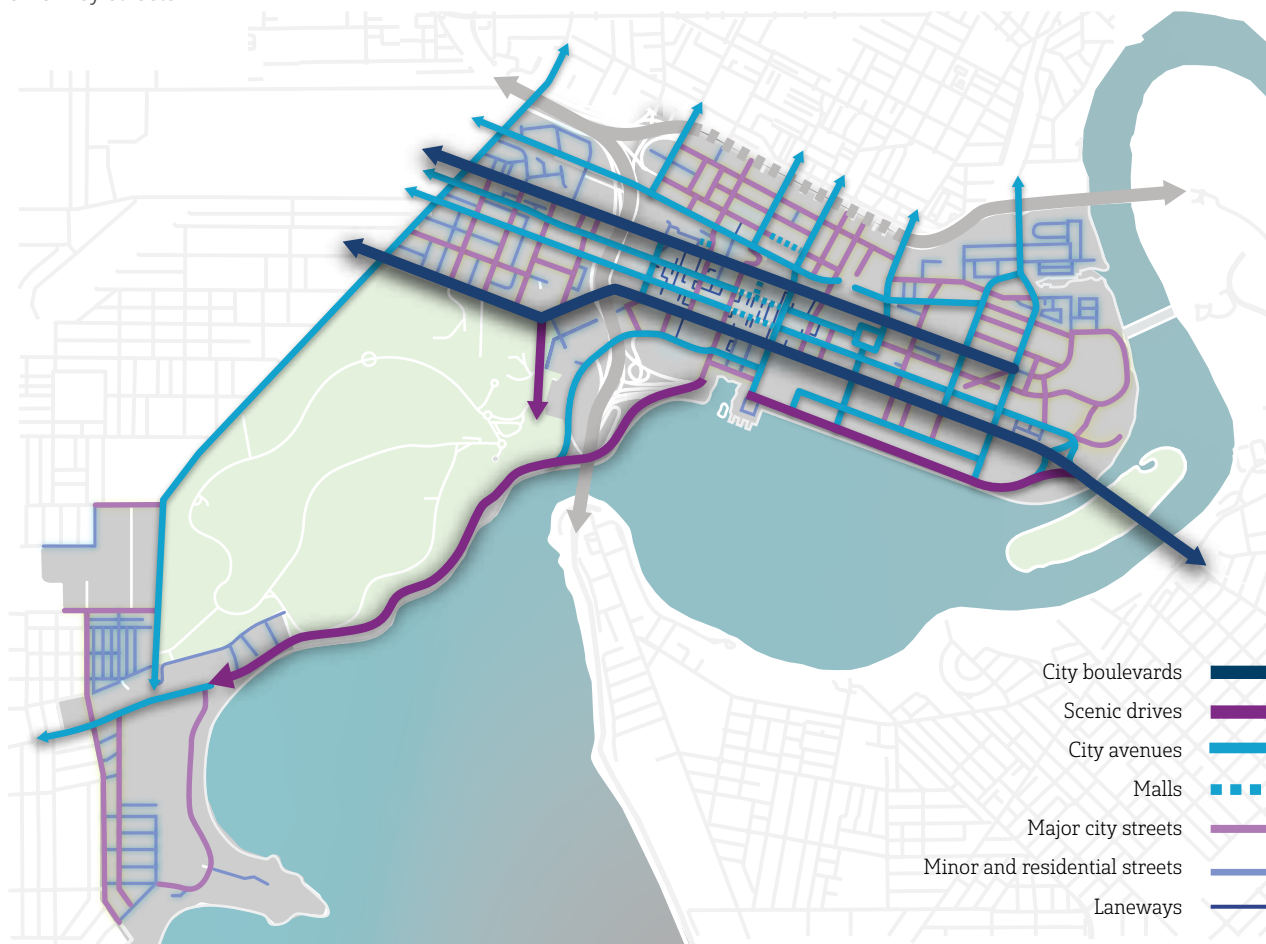 City boulevards
Scenic drives
City avenues
Malls
Major city streets
Minor and residential streets
Laneways